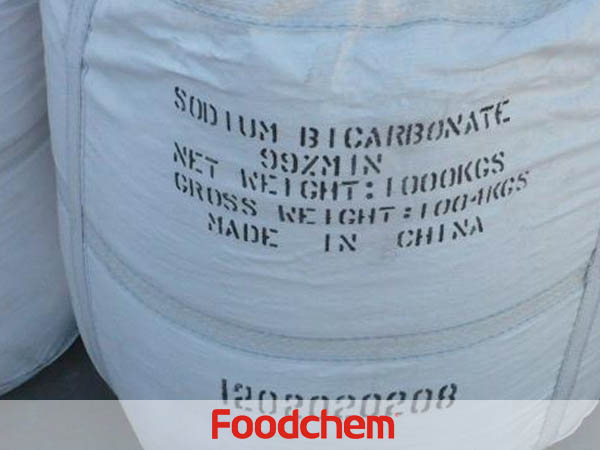 SODIUM BICARBONATE
99%MIN
NET WEIGHT:1000KGS
GROSS WEIGHT:1004KGS
MADE IN CHINA
1202020208
Foodchem